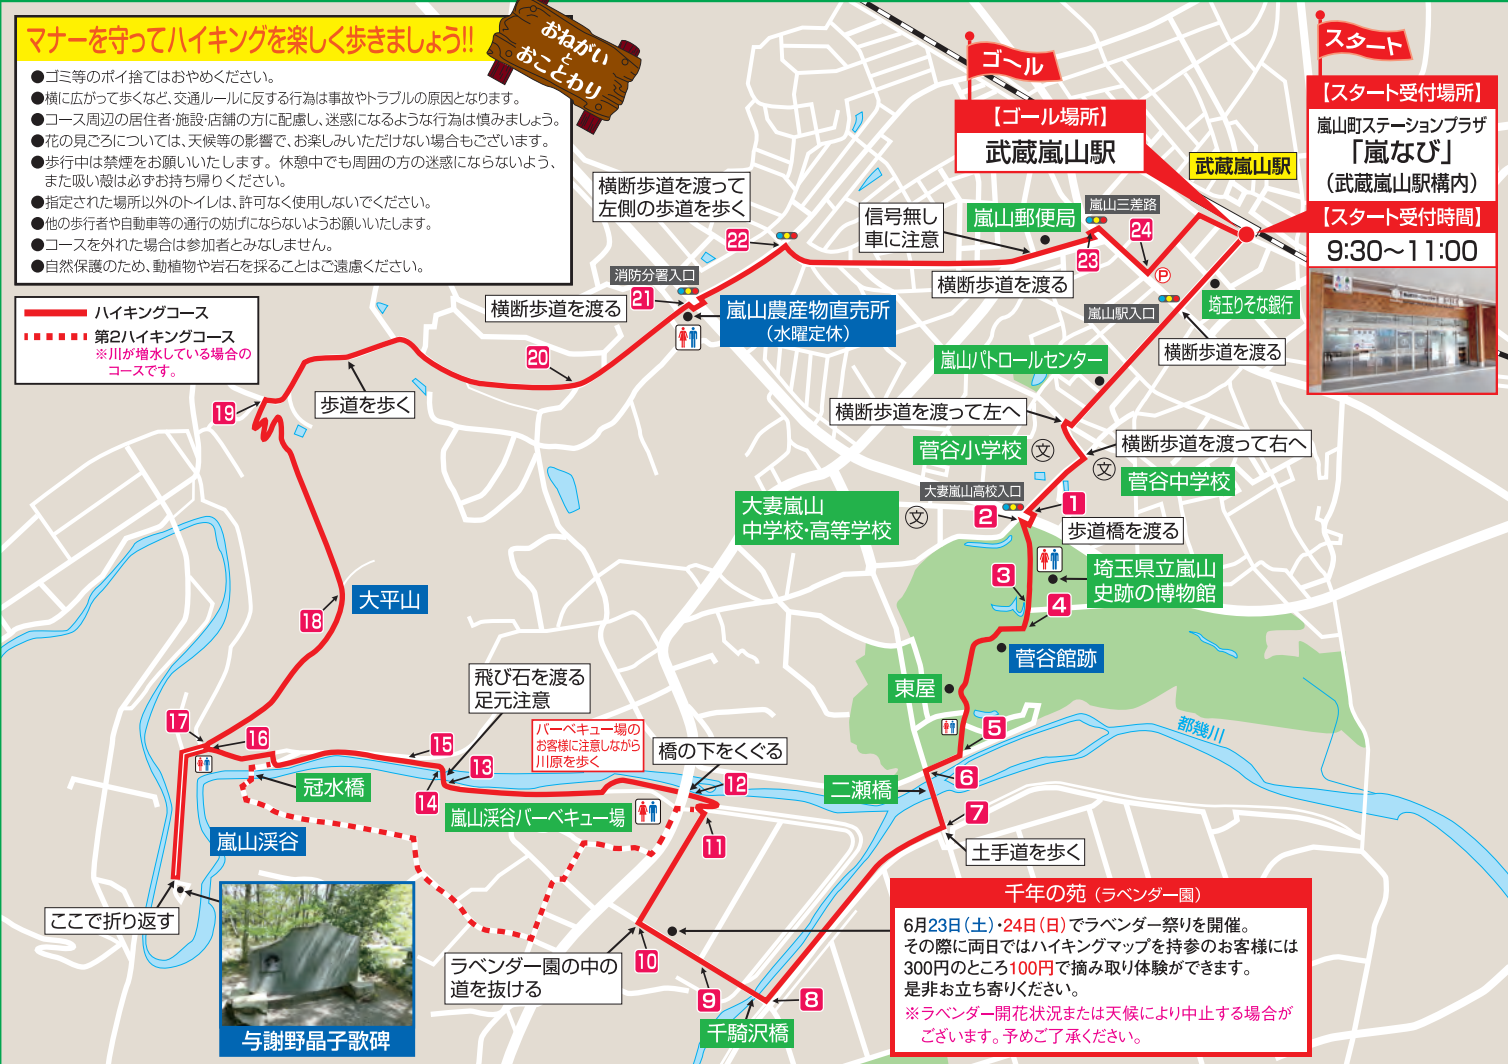 マナーを守ってハイキングを楽しく歩きましょう!!
おねがい
と
おことわり
●ゴミ等のポイ捨てはおやめください。
●横に広がって歩くなど、交通ルールに反する行為は事故やトラブルの原因となります。
●コース周辺の居住者・施設・店舗の方に配慮し、迷惑になるような行為は慎みましょう。
●花の見ごろについては、天候等の影響で、お楽しみいただけない場合もございます。
●歩行中は禁煙をお願いいたします。休憩中でも周囲の方の迷惑にならないよう、
また吸い殻は必ずお持ち帰りください。
●指定された場所以外のトイレは、許可なく使用しないでください。
●他の歩行者や自動車等の通行の妨げにならないようお願いいたします。
●コースを外れた場合は参加者とみなしません。
●自然保護のため、動植物や岩石を採ることはご遠慮ください。
ハイキングコース
第2ハイキングコース
※川が増水している場合の
コースです。
ゴール
【ゴール場所】
武蔵嵐山駅
スタート
【スタート受付場所】
嵐山町ステーションプラザ
「嵐なび」
(武蔵嵐山駅構内)
【スタート受付時間】
9:30〜11:00
武蔵嵐山駅
横断歩道を渡って
左側の歩道を歩く
22
信号無し
車に注意
嵐山郵便局
嵐山三差路
24
23
P
横断歩道を渡る
嵐山駅入口
埼玉りそな銀行
横断歩道を渡る
消防分署入口
21
横断歩道を渡る
嵐山農産物直売所
(水曜定休)
20
嵐山パトロールセンター
横断歩道を渡って左へ
菅谷小学校
文
横断歩道を渡って右へ
文
菅谷中学校
歩道を歩く
19
大妻嵐山高校入口
1
2
大妻嵐山
中学校・高等学校
文
歩道橋を渡る
3
埼玉県立嵐山
史跡の博物館
4
大平山
18
菅谷館跡
東屋
5
都幾川
飛び石を渡る
足元注意
17
16
15
バーベキュー場の
お客様に注意しながら
川原を歩く
橋の下をくぐる
13
12
14
6
二瀬橋
7
冠水橋
嵐山渓谷バーベキュー場
11
嵐山渓谷
土手道を歩く
ここで折り返す
与謝野晶子歌碑
ラベンダー園の中の
道を抜ける
10
9
8
千騎沢橋
千年の苑(ラベンダー園)
6月23日(土)・24日(日)でラベンダー祭りを開催。
その際に両日ではハイキングマップを持参のお客様には
300円のところ100円で摘み取り体験ができます。
是非お立ち寄りください。
※ラベンダー開花状況または天候により中止する場合が
ございます。予めご了承ください。